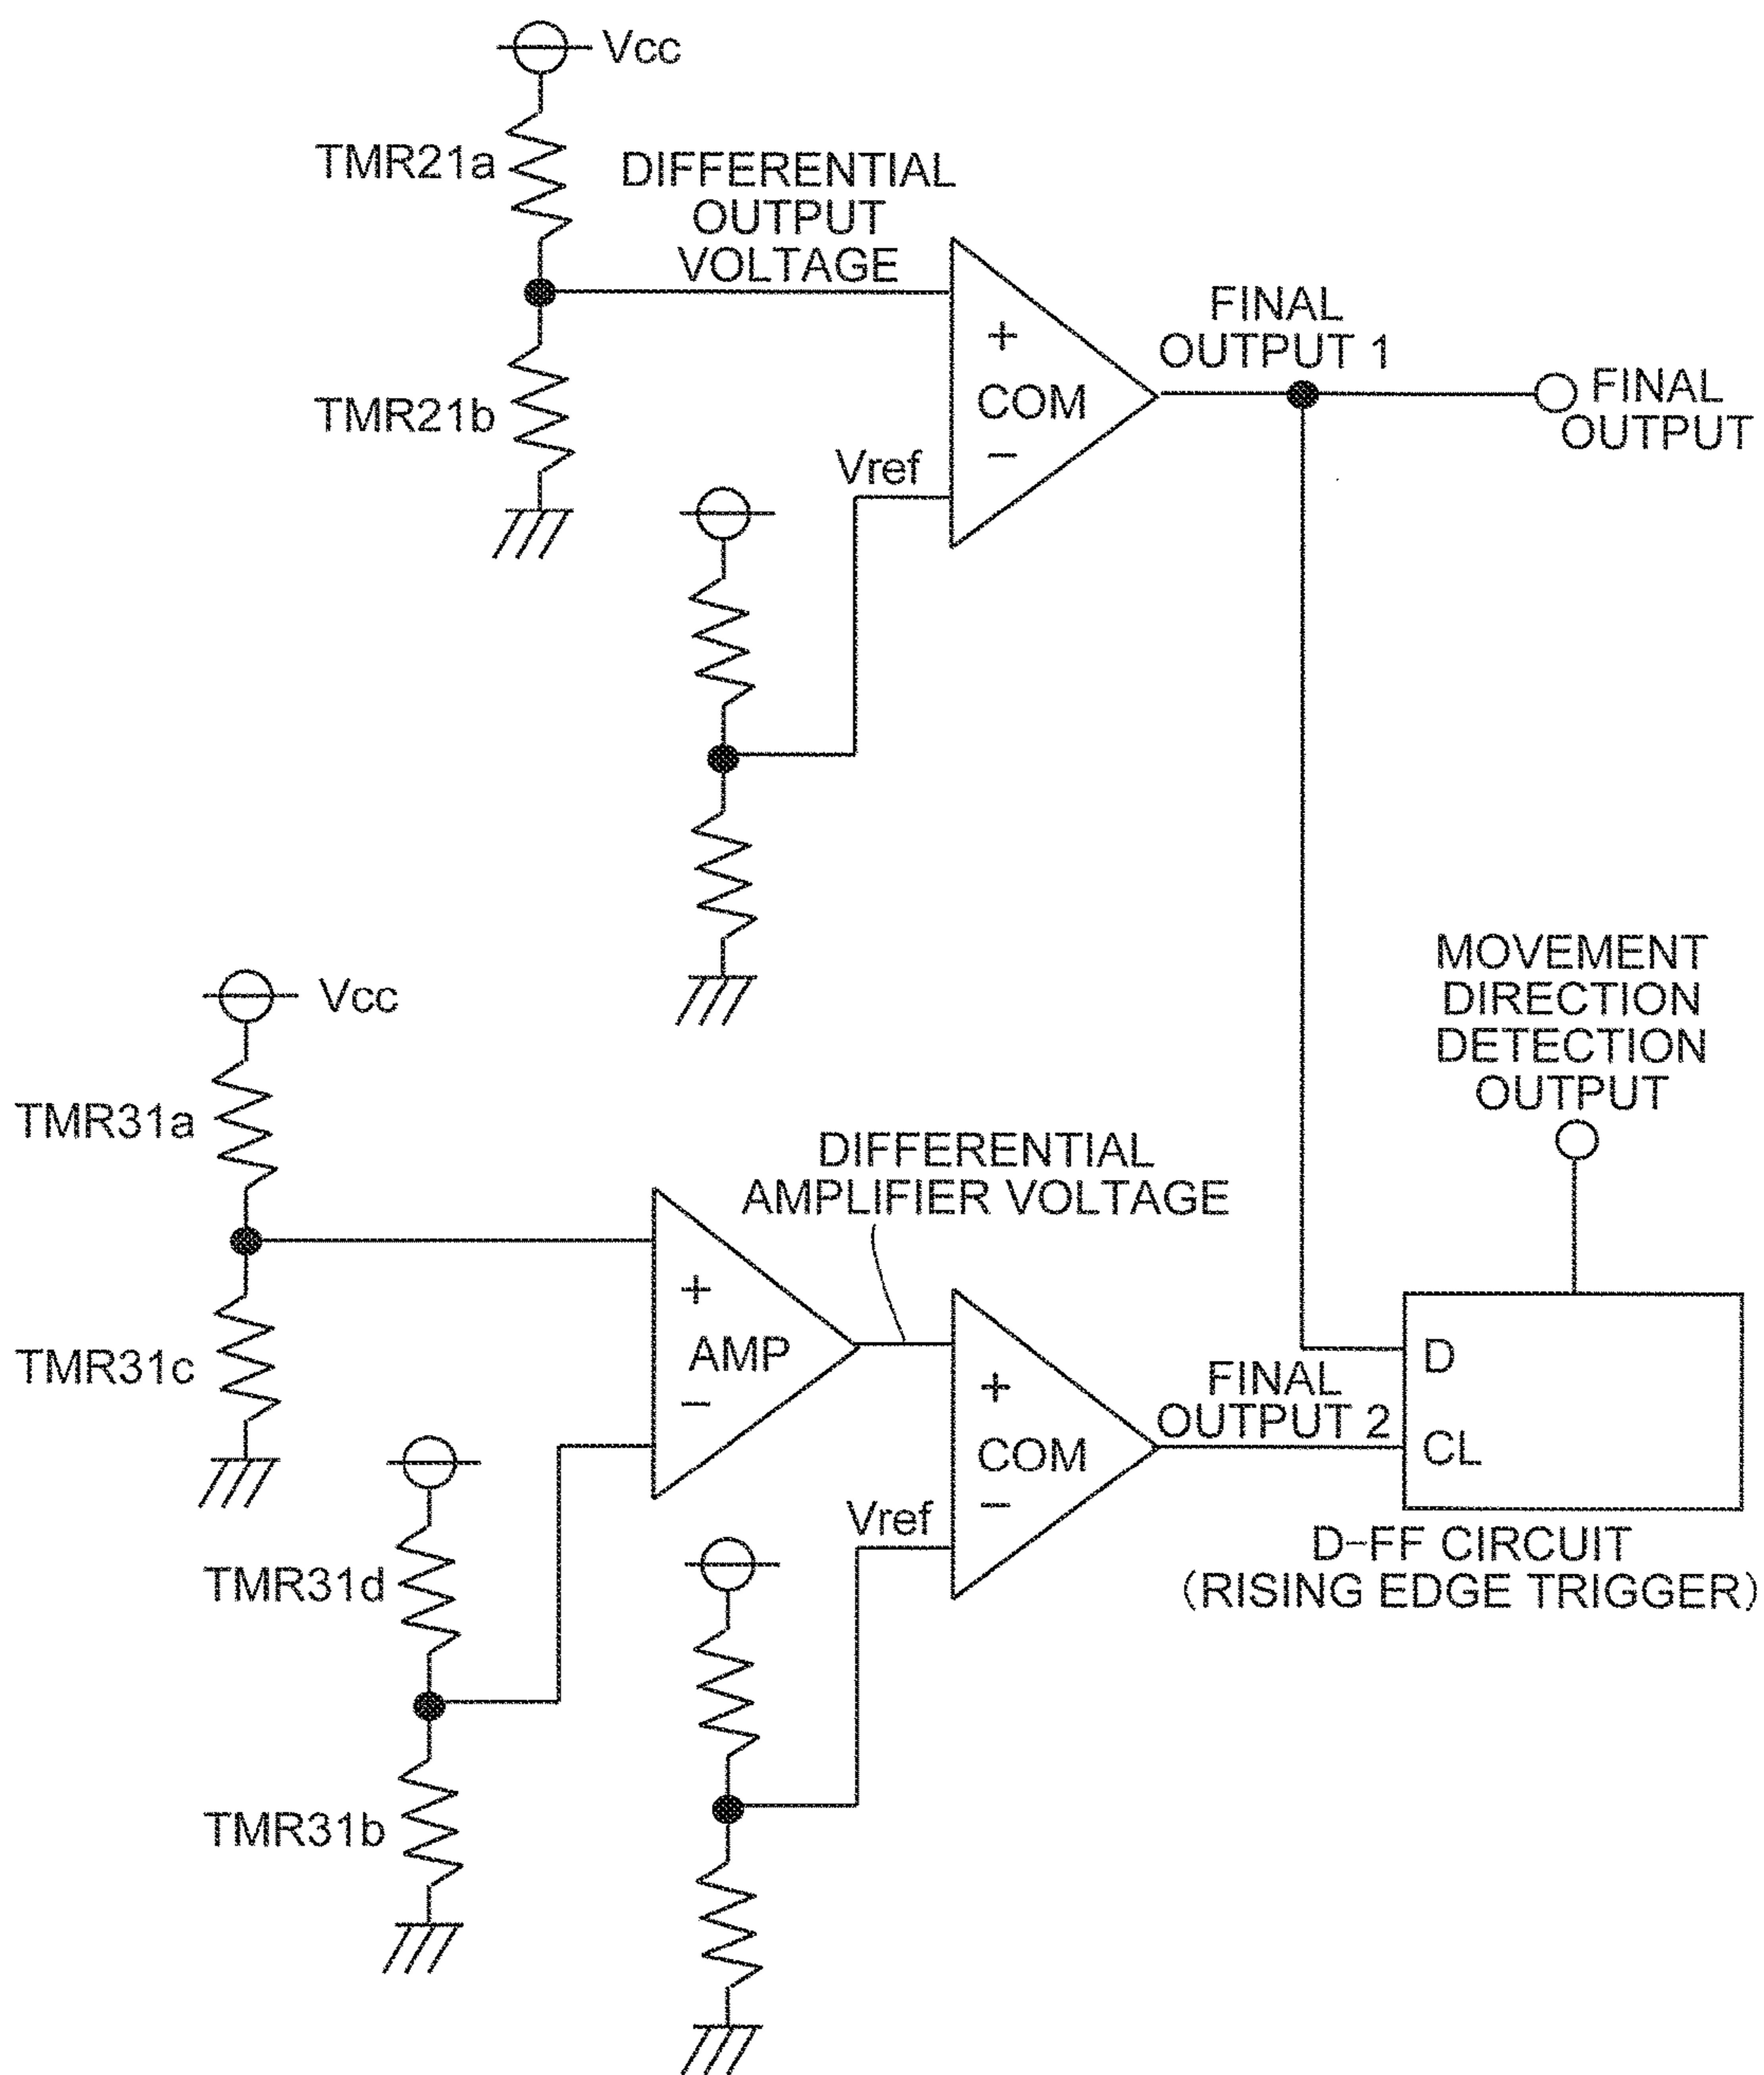 Vcc
TMR21a
DIFFERENTIAL
OUTPUT
VOLTAGE
TMR21b
+
COM
−
Vref
FINAL
OUTPUT 1
FINAL
OUTPUT
Vcc
TMR31a
TMR31c
TMR31d
TMR31b
+
AMP
−
DIFFERENTIAL
AMPLIFIER VOLTAGE
+
COM
−
Vref
FINAL
OUTPUT 2
MOVEMENT
DIRECTION
DETECTION
OUTPUT
D
CL
D-FF CIRCUIT
(RISING EDGE TRIGGER)